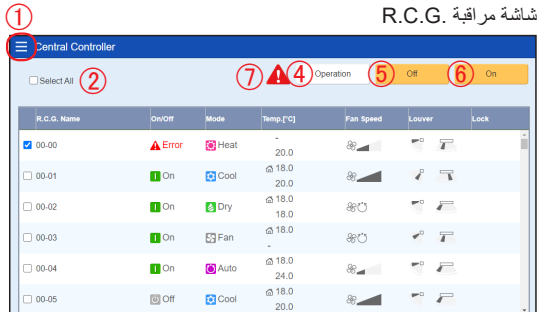 شاشة مراقبة R.C.G.
①
Central Controller
Select All ② ⑦ ④ Operation ⑤ Off ⑥ On
R.C.G. Name On/Off Mode Temp.[°C] Fan Speed Louver Lock
00-00 Error Heat - 20.0
00-01 On Cool 18.0 20.0
00-02 On Dry 18.0 18.0
00-03 On Fan 18.0 -
00-04 On Auto 18.0 24.0
00-05 Off Cool 18.0 20.0